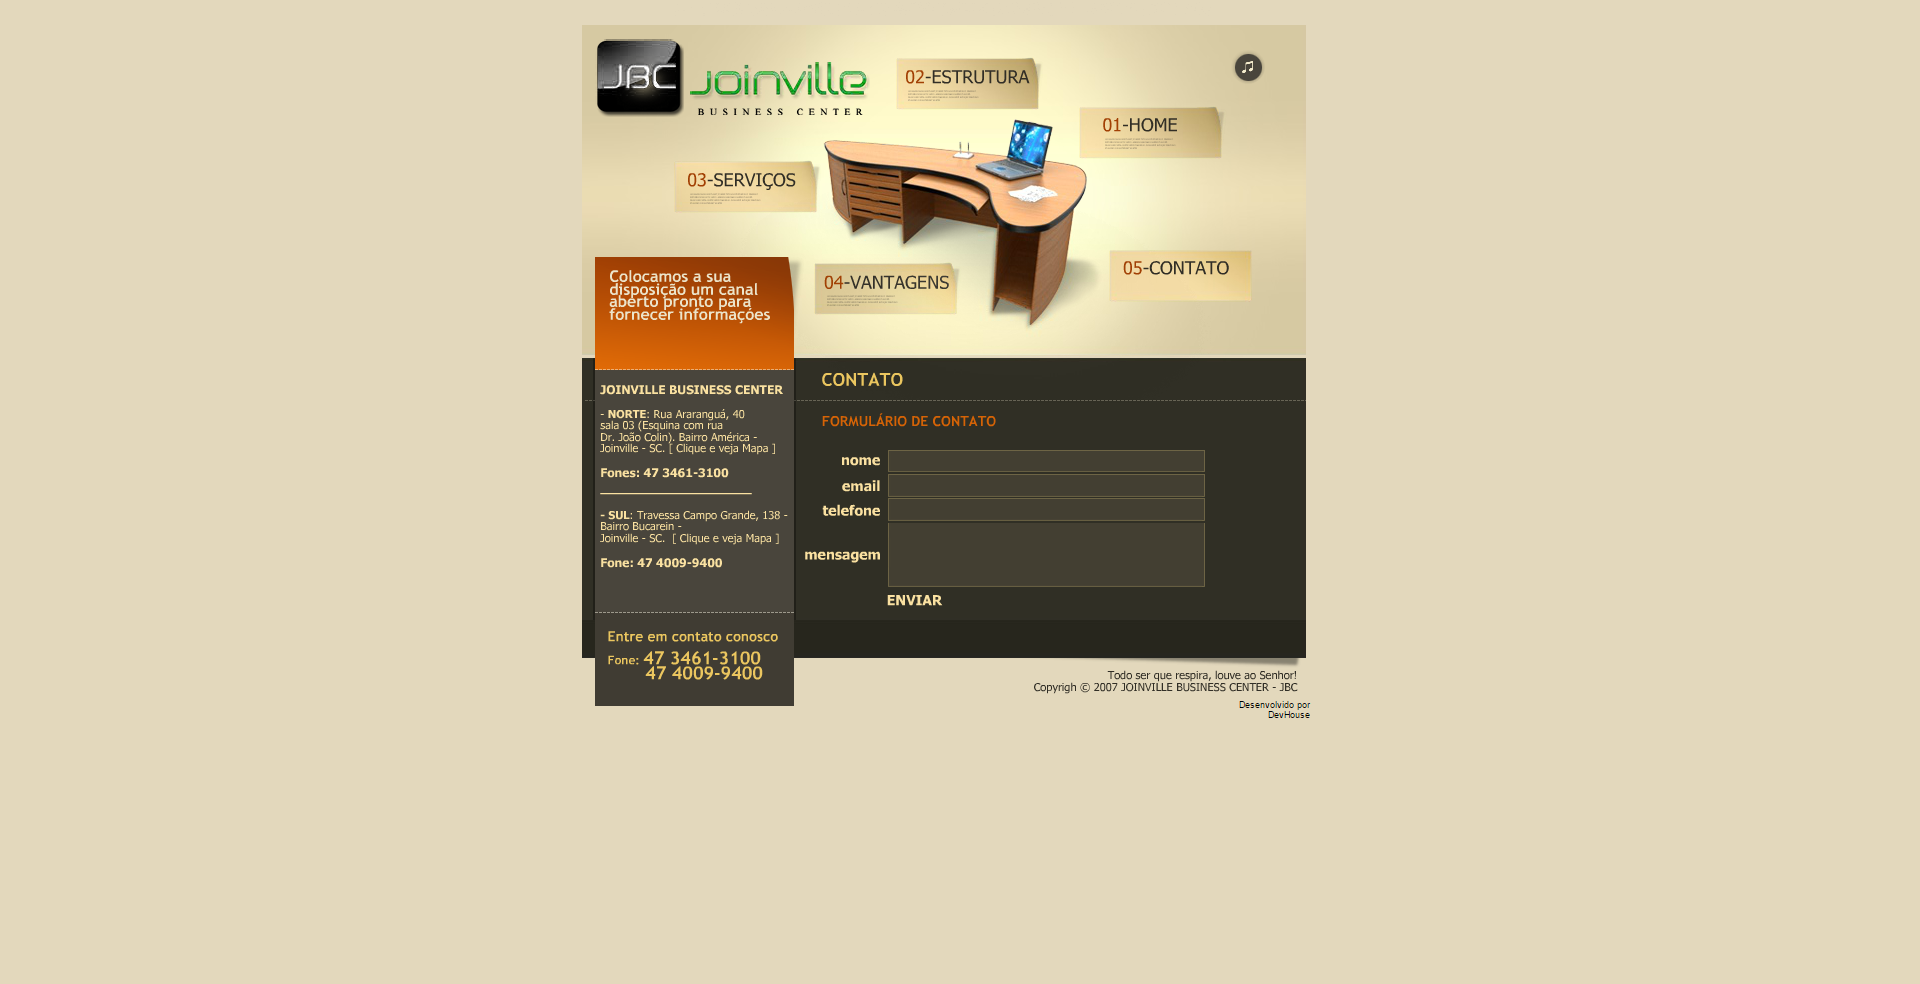 JBC
Joinville
BUSINESS CENTER
02-ESTRUTURA
01-HOME
03-SERVIÇOS
04-VANTAGENS
05-CONTATO
Colocamos a sua
disposição um canal
aberto pronto para
fornecer informações
JOINVILLE BUSINESS CENTER
- NORTE: Rua Araranguá, 40
sala 03 (Esquina com rua
Dr. João Colin). Bairro América -
Joinville - SC. [ Clique e veja Mapa ]
Fones: 47 3461-3100
- SUL: Travessa Campo Grande, 138 -
Bairro Bucarein -
Joinville - SC. [ Clique e veja Mapa ]
Fone: 47 4009-9400
Entre em contato conosco
Fone: 47 3461-3100
47 4009-9400
CONTATO
FORMULÁRIO DE CONTATO
nome
email
telefone
mensagem
ENVIAR
Todo ser que respira, louve ao Senhor!
Copyrigh © 2007 JOINVILLE BUSINESS CENTER - JBC
Desenvolvido por
DevHouse